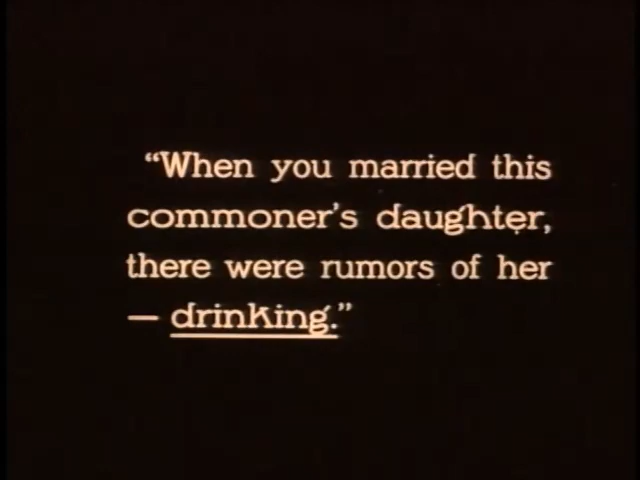 “When you married this
commoner's daughter,
there were rumors of her
— drinking.”